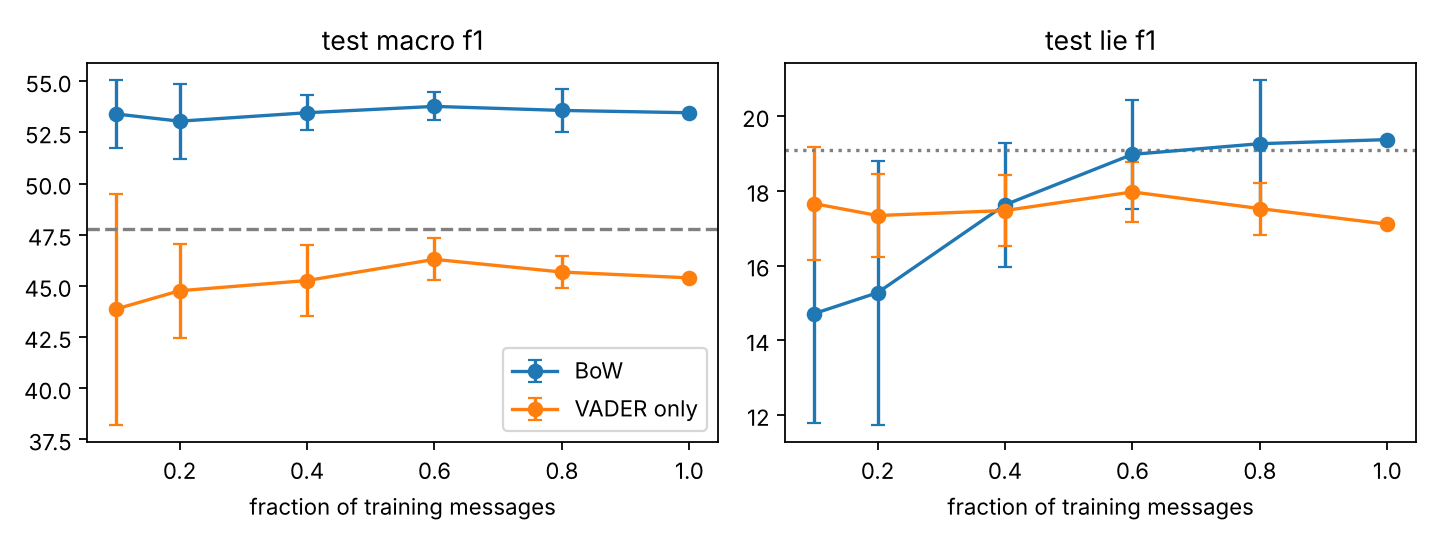 test macro f1
55.0
52.5
50.0
47.5
45.0
42.5
40.0
37.5
0.2 0.4 0.6 0.8 1.0
fraction of training messages
BoW
VADER only
test lie f1
20
18
16
14
12
0.2 0.4 0.6 0.8 1.0
fraction of training messages